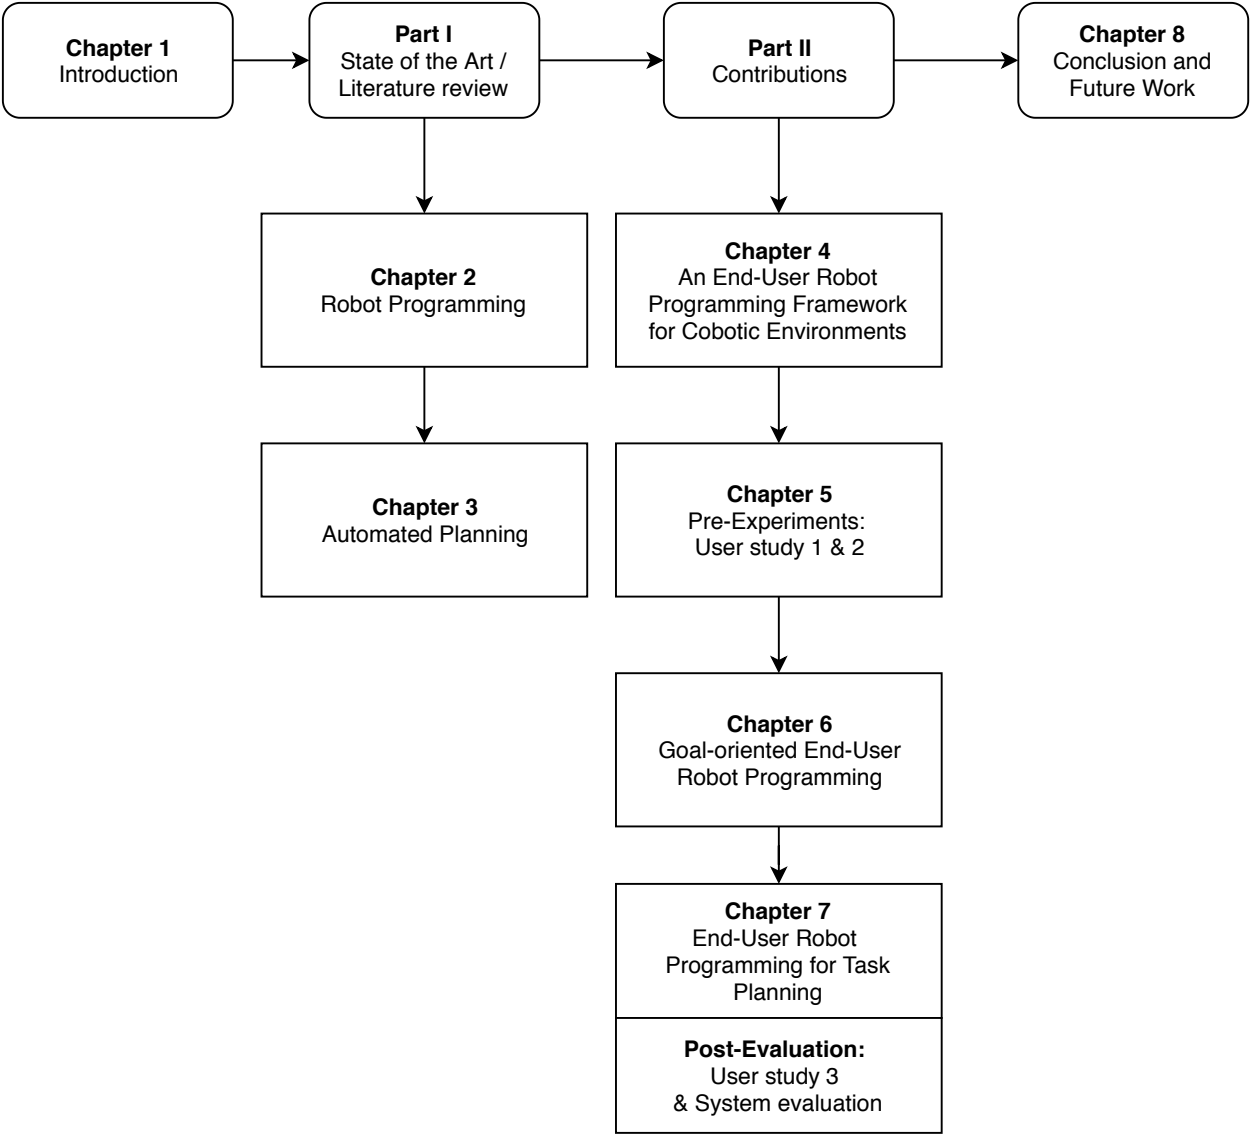 Chapter 1
Introduction
Part I
State of the Art /
Literature review
Part II
Contributions
Chapter 8
Conclusion and
Future Work
Chapter 2
Robot Programming
Chapter 3
Automated Planning
Chapter 4
An End-User Robot
Programming Framework
for Cobotic Environments
Chapter 5
Pre-Experiments:
User study 1 & 2
Chapter 6
Goal-oriented End-User
Robot Programming
Chapter 7
End-User Robot
Programming for Task
Planning
Post-Evaluation:
User study 3
& System evaluation